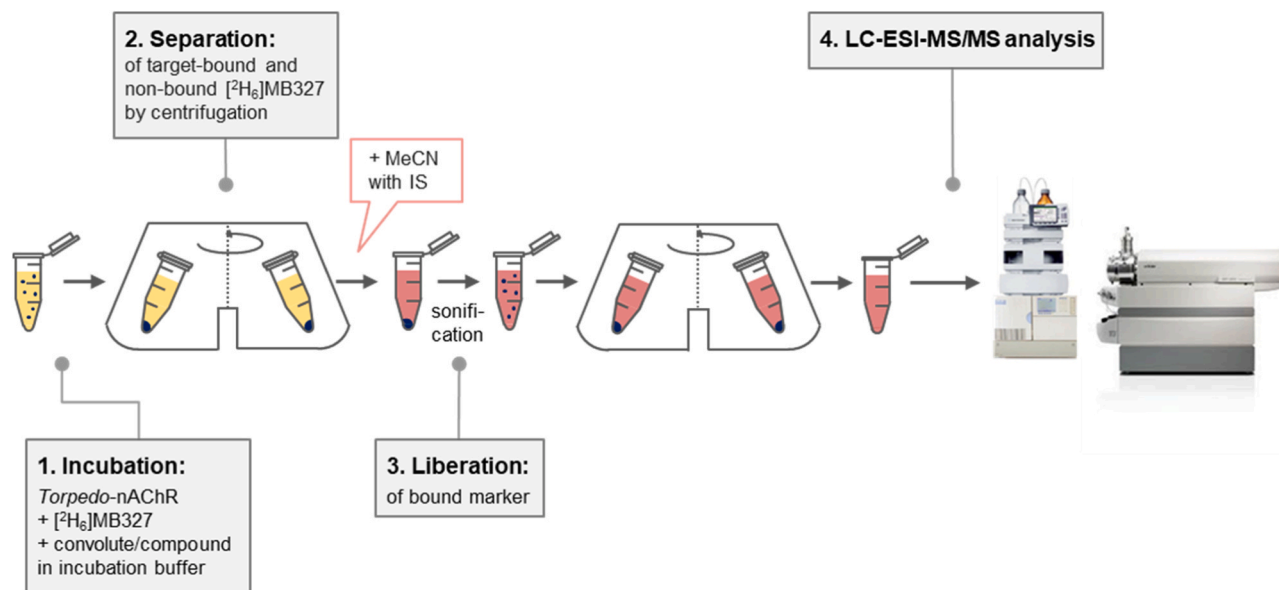 2. Separation:
of target-bound and
non-bound [²H₆]MB327
by centrifugation
4. LC-ESI-MS/MS analysis
+ MeCN
with IS
sonifi-
cation
1. Incubation:
Torpedo-nAChR
+ [²H₆]MB327
+ convolute/compound
in incubation buffer
3. Liberation:
of bound marker